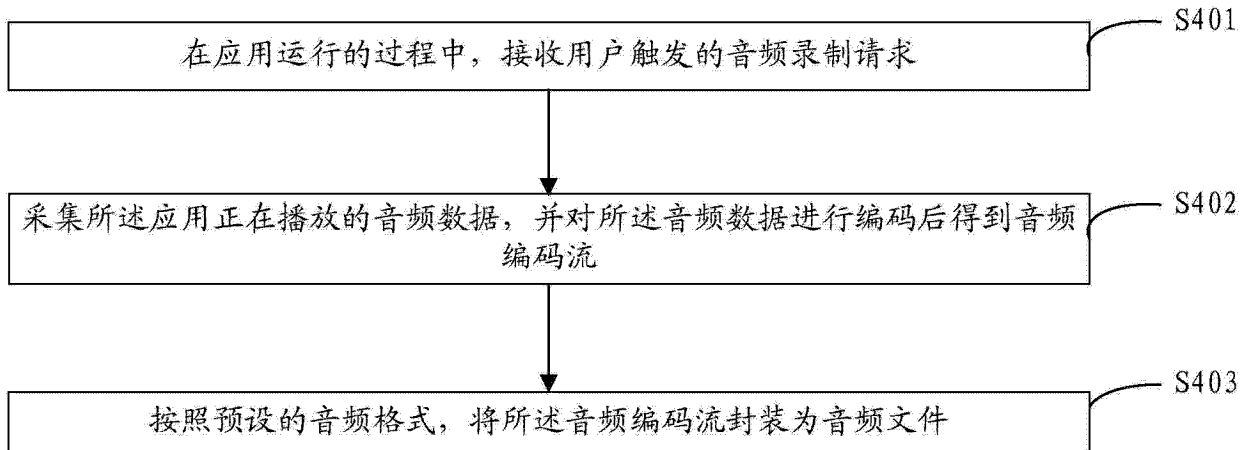 S401
在应用运行的过程中，接收用户触发的音频录制请求
S402
采集所述应用正在播放的音频数据，并对所述音频数据进行编码后得到音频
编码流
S403
按照预设的音频格式，将所述音频编码流封装为音频文件